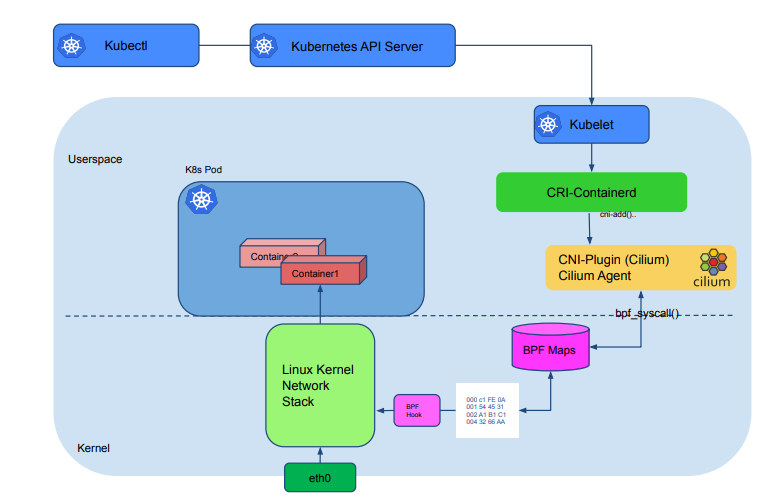 Kubectl
Kubernetes API Server
Kubelet
Userspace
K8s Pod
CRI-Containerd
cni-add()..
CNI-Plugin (Cilium)
Cilium Agent
cilium
Container1
bpf_syscall()
BPF Maps
Linux Kernel
Network
Stack
BPF
Hook
000 c1 FE 0A
001 54 45 31
002 A1 B1 C1
004 32 66 AA
Kernel
eth0